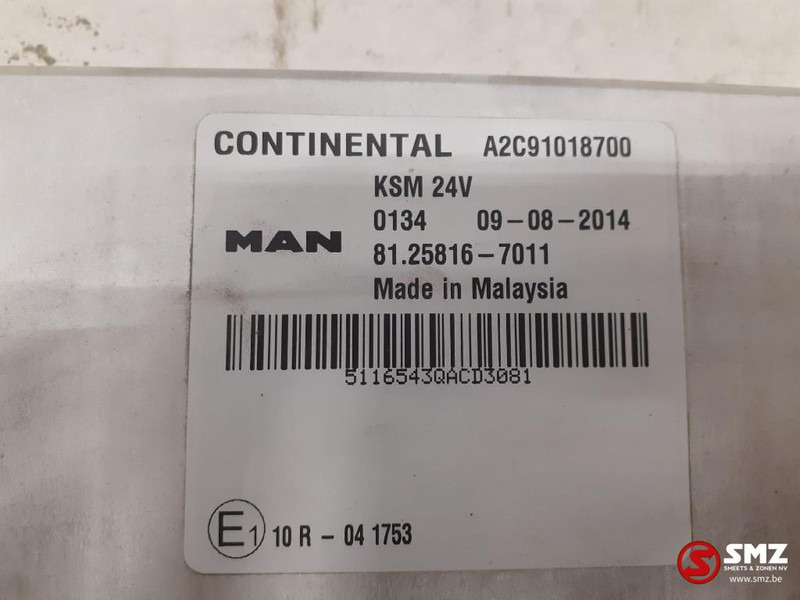 CONTINENTAL A2C91018700
KSM 24V
0134 09-08-2014
MAN
81.25816-7011
Made in Malaysia
5116543QACD3081
E1 10 R - 04 1753
SMZ
SMEETS & ZONEN NV
www.smz.be